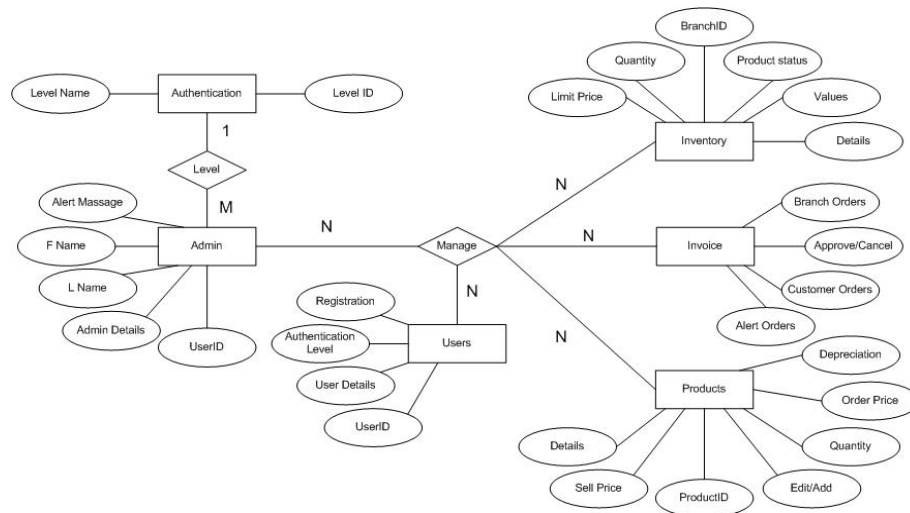 BranchID
Quantity
Product status
Level Name
Authentication
Level ID
Limit Price
Values
1
Inventory
Details
Level
N
M
Alert Massage
Branch Orders
F Name
Admin
N
Manage
N
Invoice
Approve/Cancel
L Name
N
Customer Orders
Registration
Admin Details
Alert Orders
UserID
Authentication
Level
Users
N
Depreciation
User Details
Products
Order Price
UserID
Details
Quantity
Sell Price
ProductID
Edit/Add